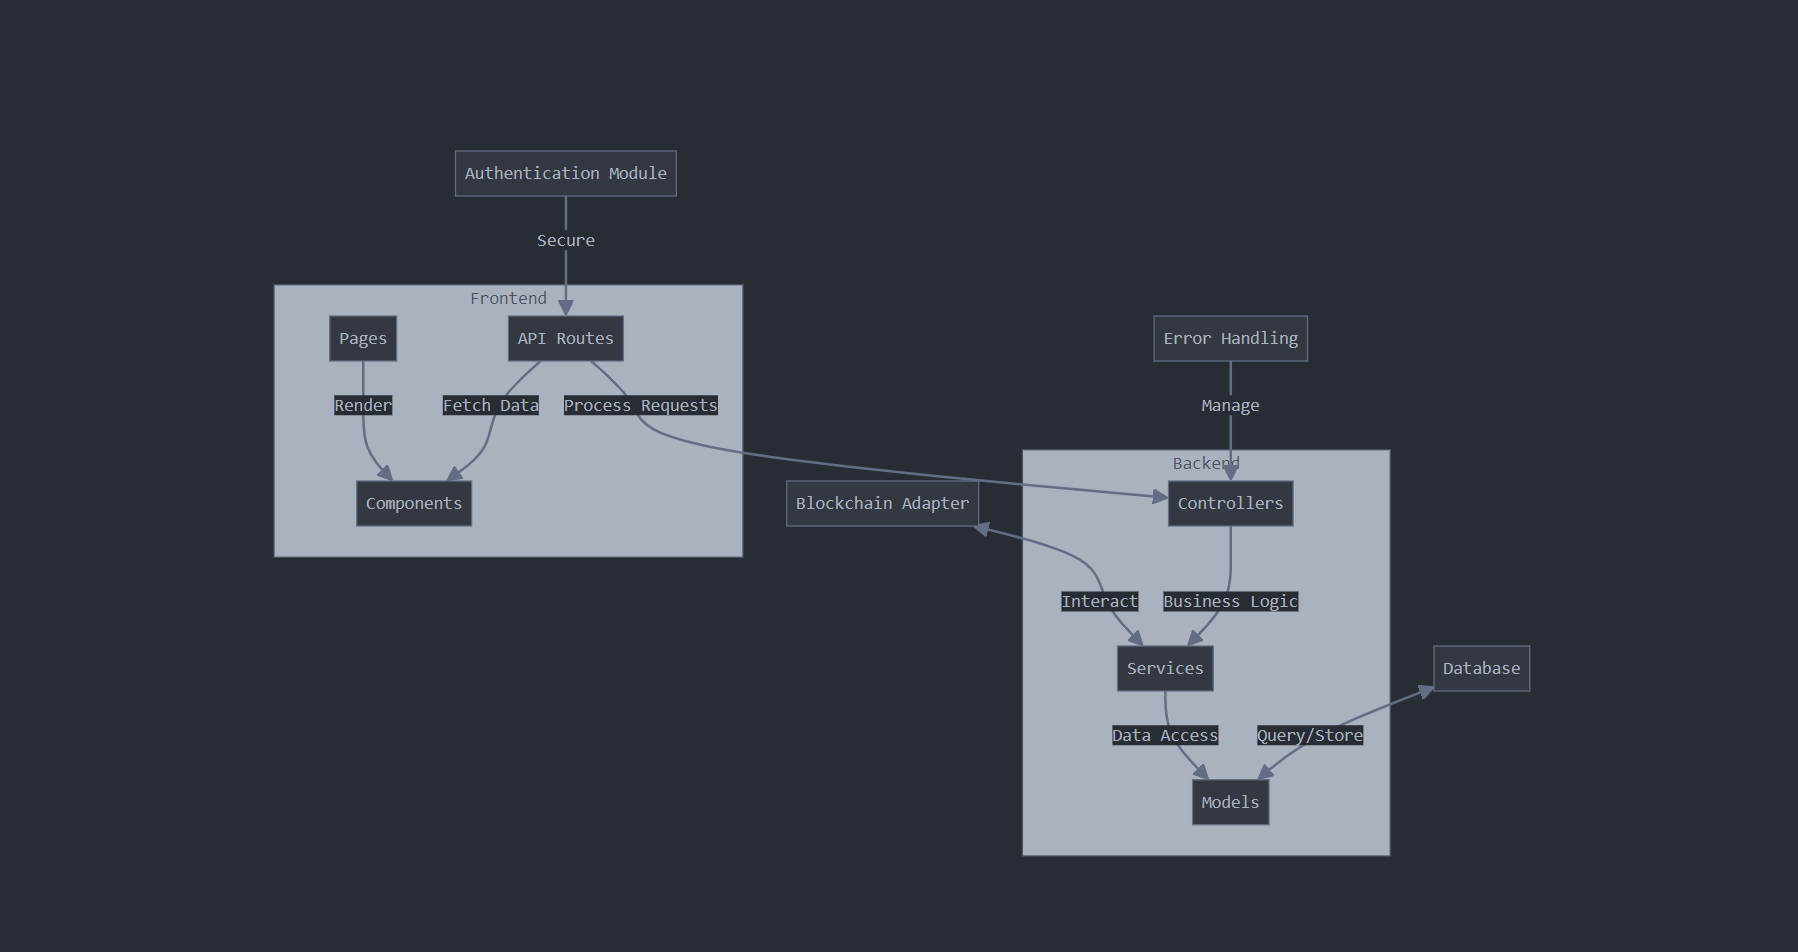 Authentication Module
Secure
Frontend
Pages
API Routes
Error Handling
Render
Fetch Data
Process Requests
Manage
Backend
Components
Blockchain Adapter
Controllers
Interact
Business Logic
Services
Database
Data Access
Query/Store
Models